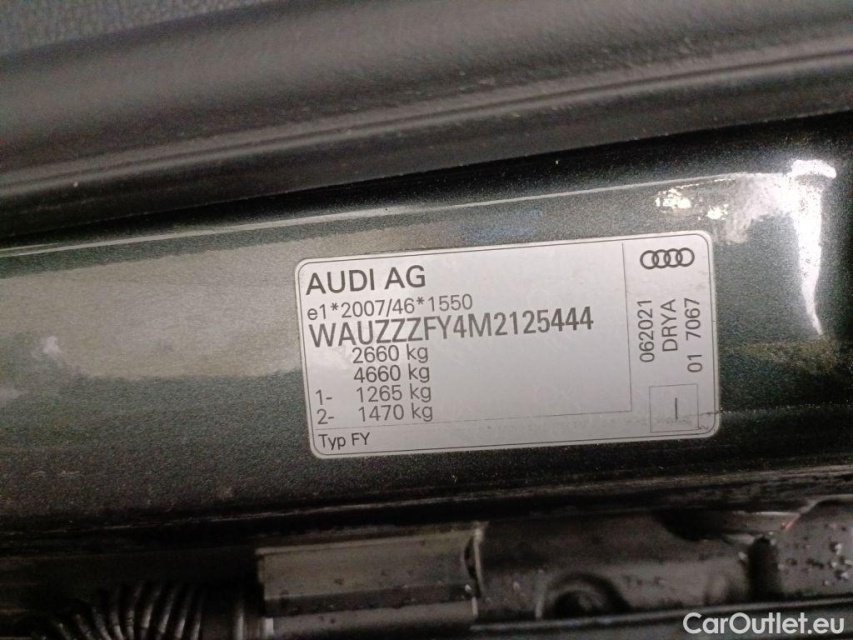 AUDI AG
e1*2007/46*1550
WAUZZZFY4M2125444
2660 kg
4660 kg
1- 1265 kg
2- 1470 kg
Typ FY
062021
DRYA
01 7067
I
CarOutlet.eu